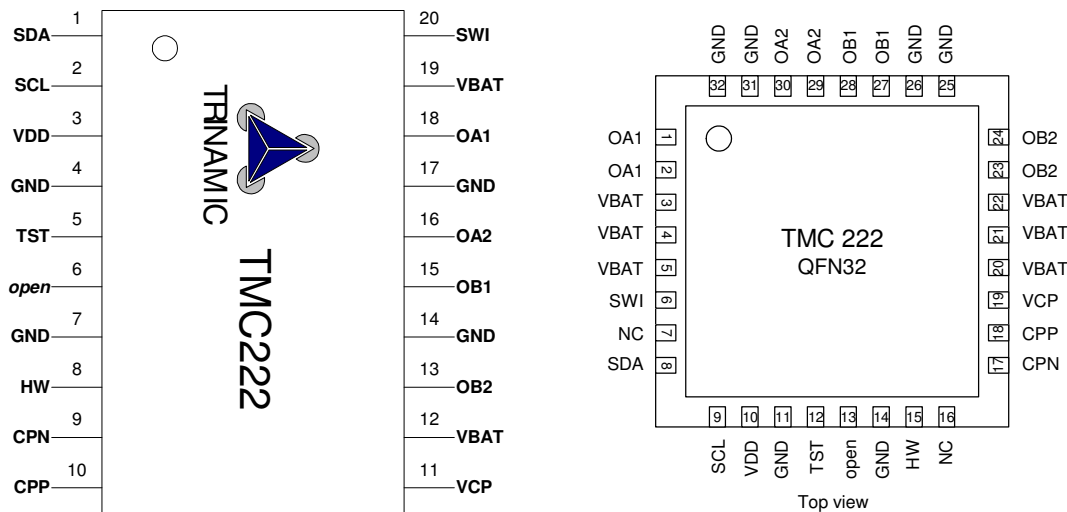 1
SDA
2
SCL
3
VDD
4
GND
5
TST
6
open
7
GND
8
HW
9
CPN
10
CPP
TRINAMIC
TMC222
20
SWI
19
VBAT
18
OA1
17
GND
16
OA2
15
OB1
14
GND
13
OB2
12
VBAT
11
VCP
GND GND OA2 OA2 OB1 OB1 GND GND
32 31 30 29 28 27 26 25
OA1 1
OA1 2
VBAT 3
VBAT 4
VBAT 5
SWI 6
NC 7
SDA 8
TMC 222
QFN32
24 OB2
23 OB2
22 VBAT
21 VBAT
20 VBAT
19 VCP
18 CPP
17 CPN
9 10 11 12 13 14 15 16
SCL VDD GND TST open GND HW NC
Top view